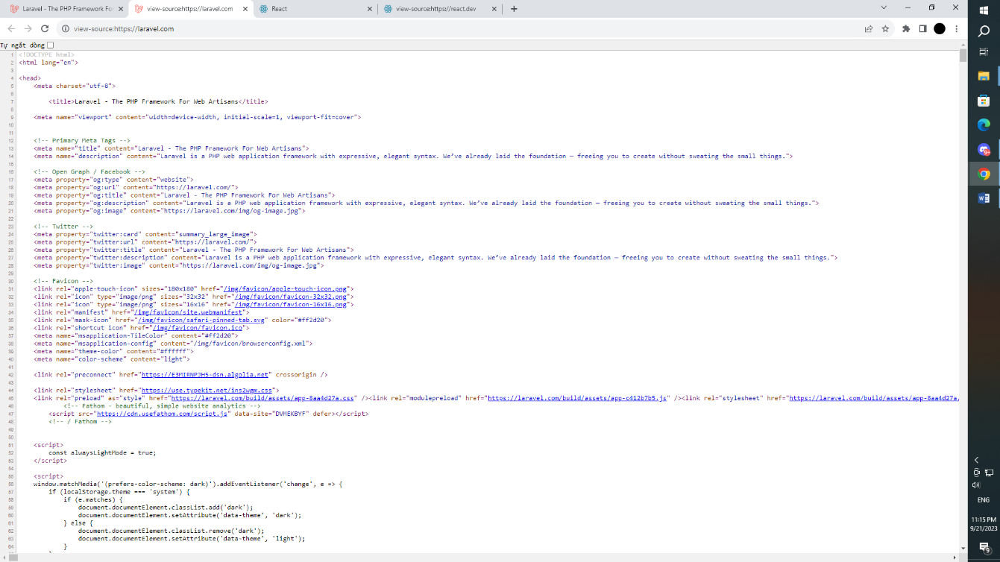 Laravel - The PHP Framework For
view-source:https://laravel.com
React
view-source:https://react.dev
view-source:https://laravel.com
Tự ngắt dòng
1 <!DOCTYPE html>
2 <html lang="en">
3
4 <head>
5 <meta charset="utf-8">
6
7 <title>Laravel - The PHP Framework For Web Artisans</title>
8
9 <meta name="viewport" content="width=device-width, initial-scale=1, viewport-fit=cover">
10
11
12 <!-- Primary Meta Tags -->
13 <meta name="title" content="Laravel - The PHP Framework For Web Artisans">
14 <meta name="description" content="Laravel is a PHP web application framework with expressive, elegant syntax. We’ve already laid the foundation — freeing you to create without sweating the small things.">
15
16 <!-- Open Graph / Facebook -->
17 <meta property="og:type" content="website">
18 <meta property="og:url" content="https://laravel.com/">
19 <meta property="og:title" content="Laravel - The PHP Framework For Web Artisans">
20 <meta property="og:description" content="Laravel is a PHP web application framework with expressive, elegant syntax. We’ve already laid the foundation — freeing you to create without sweating the small things.">
21 <meta property="og:image" content="https://laravel.com/img/og-image.jpg">
22
23 <!-- Twitter -->
24 <meta property="twitter:card" content="summary_large_image">
25 <meta property="twitter:url" content="https://laravel.com/">
26 <meta property="twitter:title" content="Laravel - The PHP Framework For Web Artisans">
27 <meta property="twitter:description" content="Laravel is a PHP web application framework with expressive, elegant syntax. We’ve already laid the foundation — freeing you to create without sweating the small things.">
28 <meta property="twitter:image" content="https://laravel.com/img/og-image.jpg">
29
30 <!-- Favicon -->
31 <link rel="apple-touch-icon" sizes="180x180" href="/img/favicon/apple-touch-icon.png">
32 <link rel="icon" type="image/png" sizes="32x32" href="/img/favicon/favicon-32x32.png">
33 <link rel="icon" type="image/png" sizes="16x16" href="/img/favicon/favicon-16x16.png">
34 <link rel="manifest" href="/img/favicon/site.webmanifest">
35 <link rel="mask-icon" href="/img/favicon/safari-pinned-tab.svg" color="#ff2d20">
36 <link rel="shortcut icon" href="/img/favicon/favicon.ico">
37 <meta name="msapplication-TileColor" content="#ff2d20">
38 <meta name="msapplication-config" content="/img/favicon/browserconfig.xml">
39 <meta name="theme-color" content="#ffffff">
40 <meta name="color-scheme" content="light">
41
42 <link rel="preconnect" href="https://E3MIRNPJH5-dsn.algolia.net" crossorigin />
43
44 <link rel="stylesheet" href="https://use.typekit.net/ins2wgm.css">
45 <link rel="preload" as="style" href="https://laravel.com/build/assets/app-8aa4d27a.css" /><link rel="modulepreload" href="https://laravel.com/build/assets/app-c412b7b5.js" /><link rel="stylesheet" href="https://laravel.com/build/assets/app-8aa4d27a.
46 <!-- Fathom - beautiful, simple website analytics -->
47 <script src="https://cdn.usefathom.com/script.js" data-site="DVMEKBYF" defer></script>
48 <!-- / Fathom -->
49
50
51 <script>
52 const alwaysLightMode = true;
53 </script>
54
55 <script>
56 window.matchMedia('(prefers-color-scheme: dark)').addEventListener('change', e => {
57 if (localStorage.theme === 'system') {
58 if (e.matches) {
59 document.documentElement.classList.add('dark');
60 document.documentElement.setAttribute('data-theme', 'dark');
61 } else {
62 document.documentElement.classList.remove('dark');
63 document.documentElement.setAttribute('data-theme', 'light');
64 }
ENG
11:15 PM
9/21/2023
9